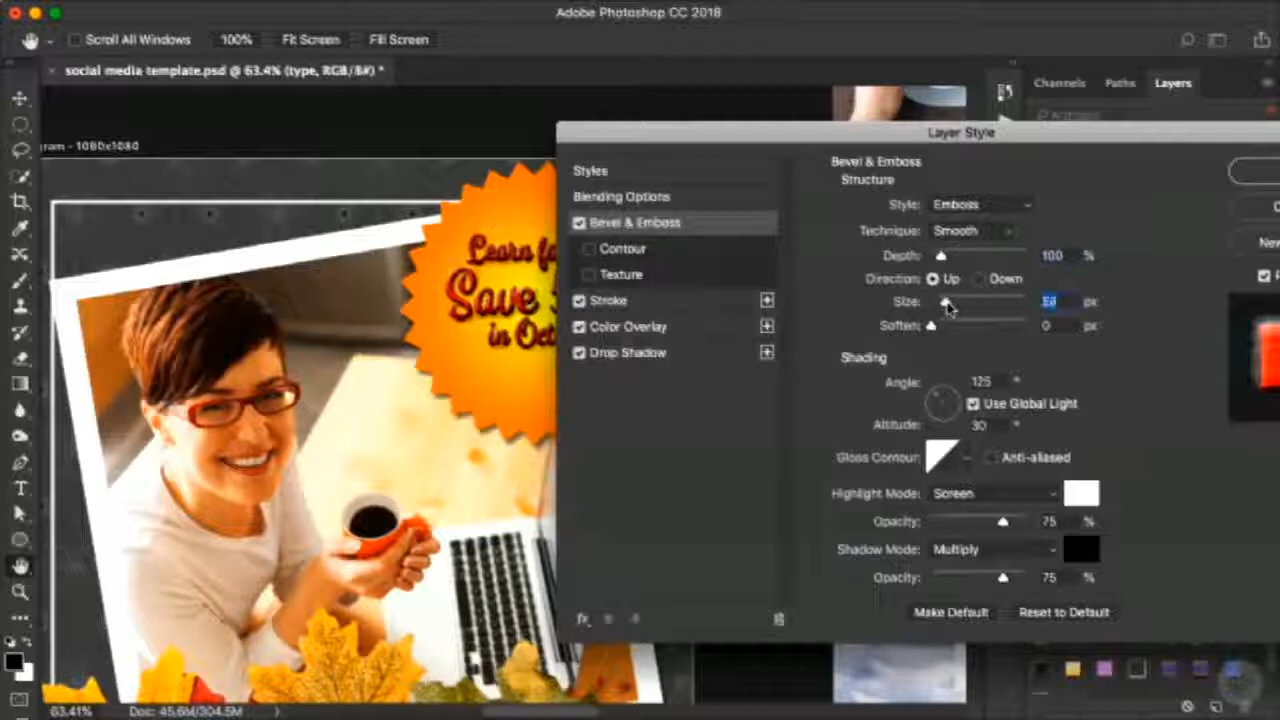 Adobe Photoshop CC 2018
Scroll All Windows 100% Fit Screen Fill Screen
social media template.psd @ 63.4% (type, RGB/8#) *
Channels Paths Layers
gram - 1080x1080
Layer Style
Styles
Blending Options
Bevel & Emboss
Contour
Texture
Stroke
Color Overlay
Drop Shadow
Bevel & Emboss
Structure
Style: Emboss
Technique: Smooth
Depth: 100 %
Direction: Up Down
Size: px
Soften: 0 px
Shading
Angle: 125 °
Use Global Light
Altitude: 30 °
Gloss Contour: Anti-aliased
Highlight Mode: Screen
Opacity: 75 %
Shadow Mode: Multiply
Opacity: 75 %
Make Default Reset to Default
New
Learn
Save
in
63.41% Doc: 45.6M/304.5M